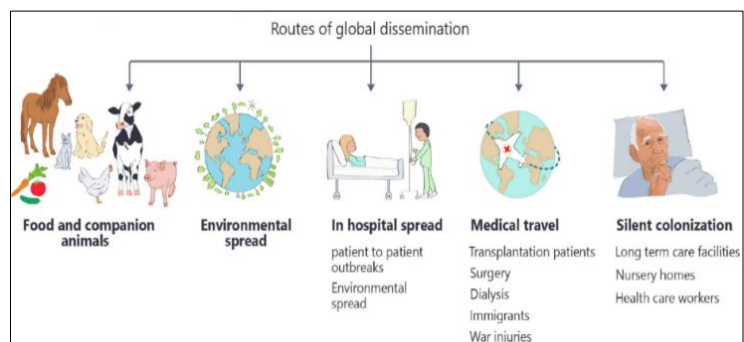 Routes of global dissemination
Food and companion
animals
Environmental
spread
In hospital spread
patient to patient
outbreaks
Environmental
spread
Medical travel
Transplantation patients
Surgery
Dialysis
Immigrants
War injuries
Silent colonization
Long term care facilities
Nursery homes
Health care workers